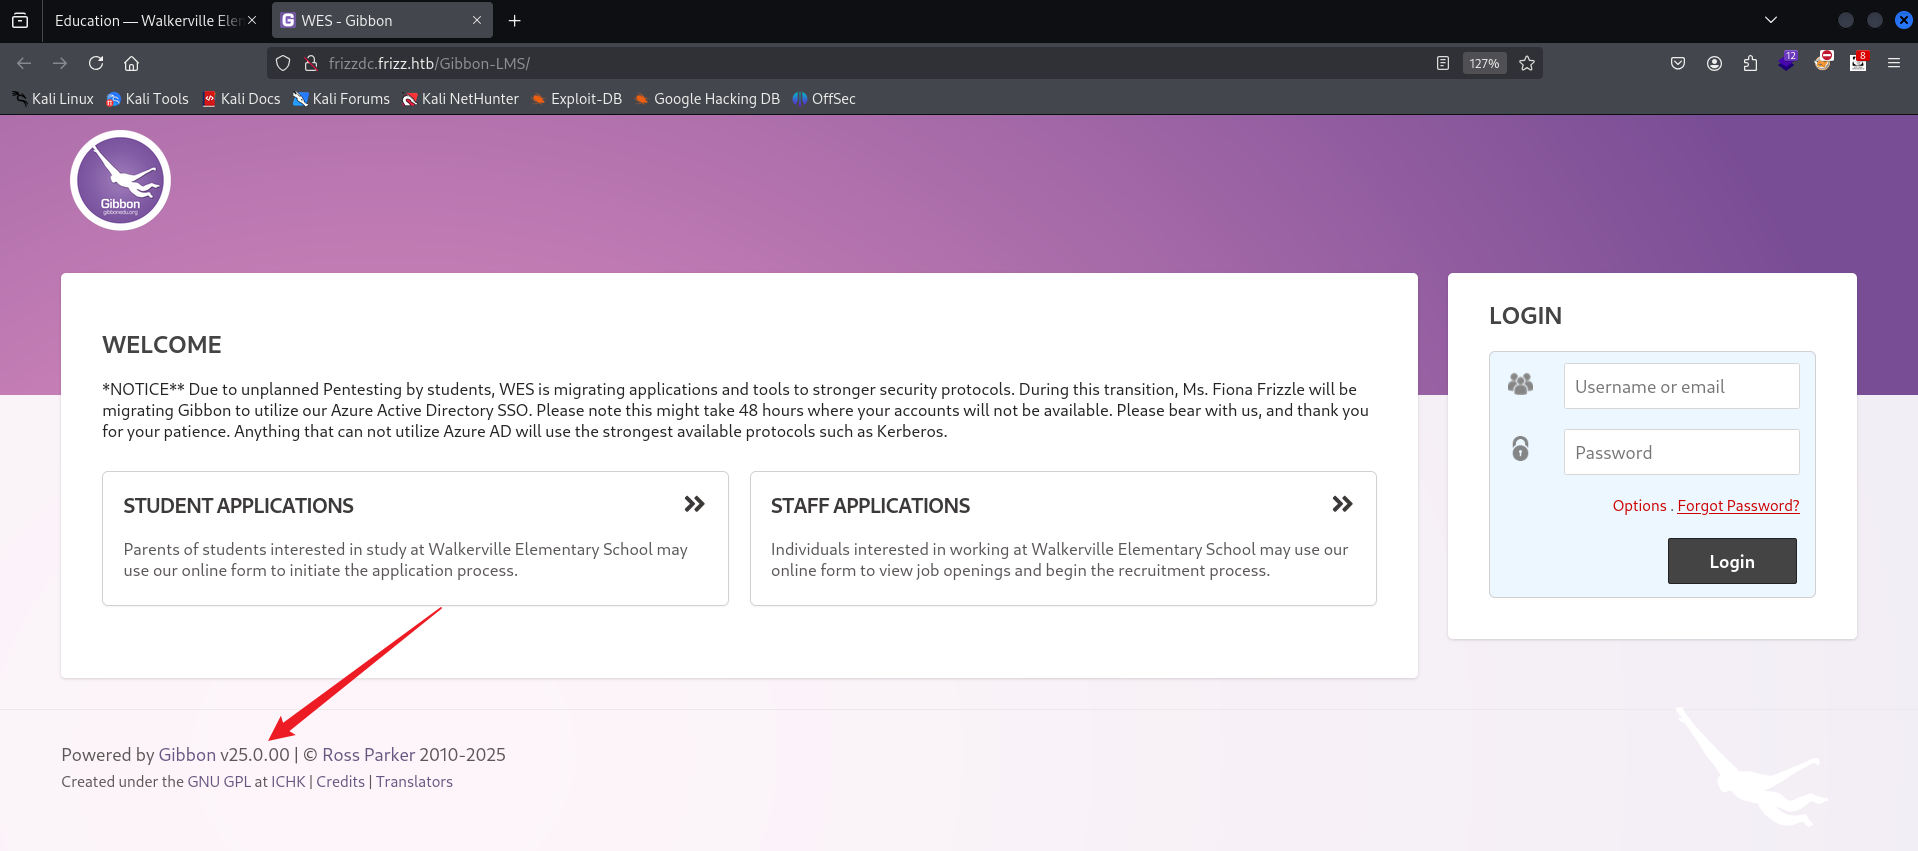 Education — Walkerville Eler
WES - Gibbon
frizzdc.frizz.htb/Gibbon-LMS/
127%
12
8
Kali Linux
Kali Tools
Kali Docs
Kali Forums
Kali NetHunter
Exploit-DB
Google Hacking DB
OffSec
Gibbon
gibbonedu.org
WELCOME
*NOTICE** Due to unplanned Pentesting by students, WES is migrating applications and tools to stronger security protocols. During this transition, Ms. Fiona Frizzle will be
migrating Gibbon to utilize our Azure Active Directory SSO. Please note this might take 48 hours where your accounts will not be available. Please bear with us, and thank you
for your patience. Anything that can not utilize Azure AD will use the strongest available protocols such as Kerberos.
STUDENT APPLICATIONS
Parents of students interested in study at Walkerville Elementary School may
use our online form to initiate the application process.
STAFF APPLICATIONS
Individuals interested in working at Walkerville Elementary School may use our
online form to view job openings and begin the recruitment process.
LOGIN
Username or email
Password
Options . Forgot Password?
Login
Powered by Gibbon v25.0.00 | © Ross Parker 2010-2025
Created under the GNU GPL at ICHK | Credits | Translators